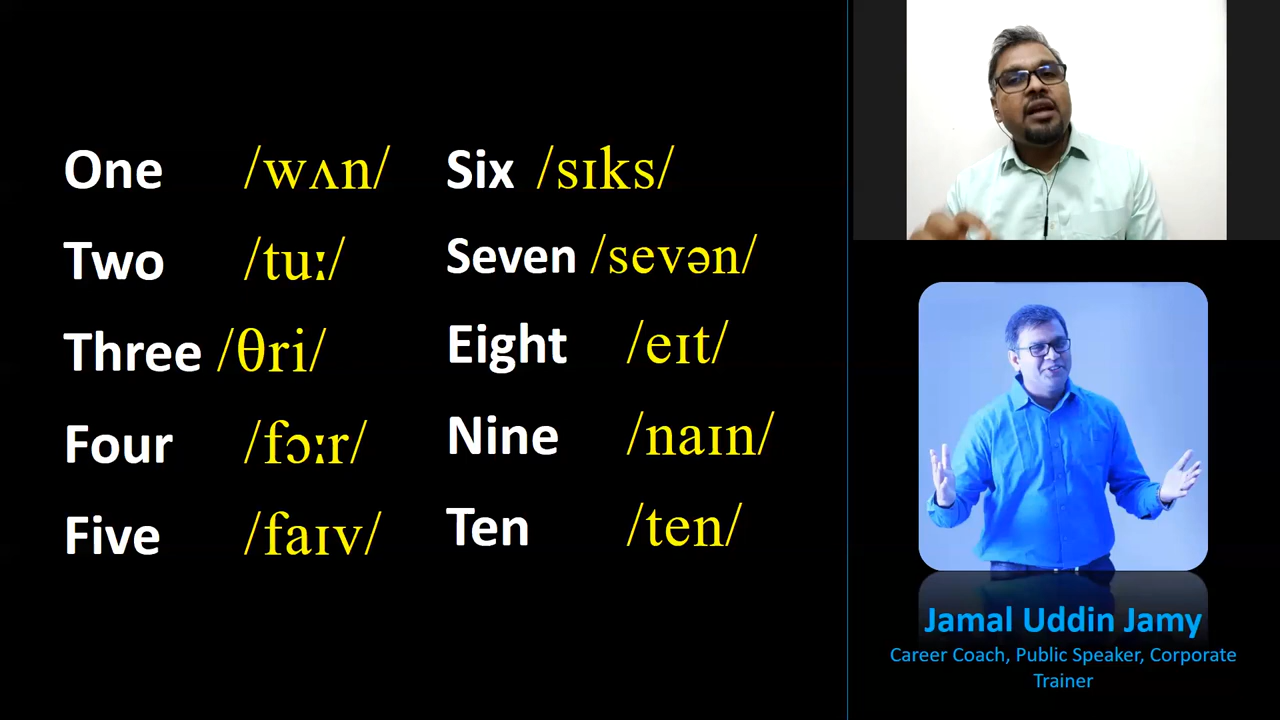 One /wʌn/
Two /tuː/
Three /θri/
Four /fɔːr/
Five /faɪv/
Six /sɪks/
Seven /sevən/
Eight /eɪt/
Nine /naɪn/
Ten /ten/
Jamal Uddin Jamy
Career Coach, Public Speaker, Corporate
Trainer